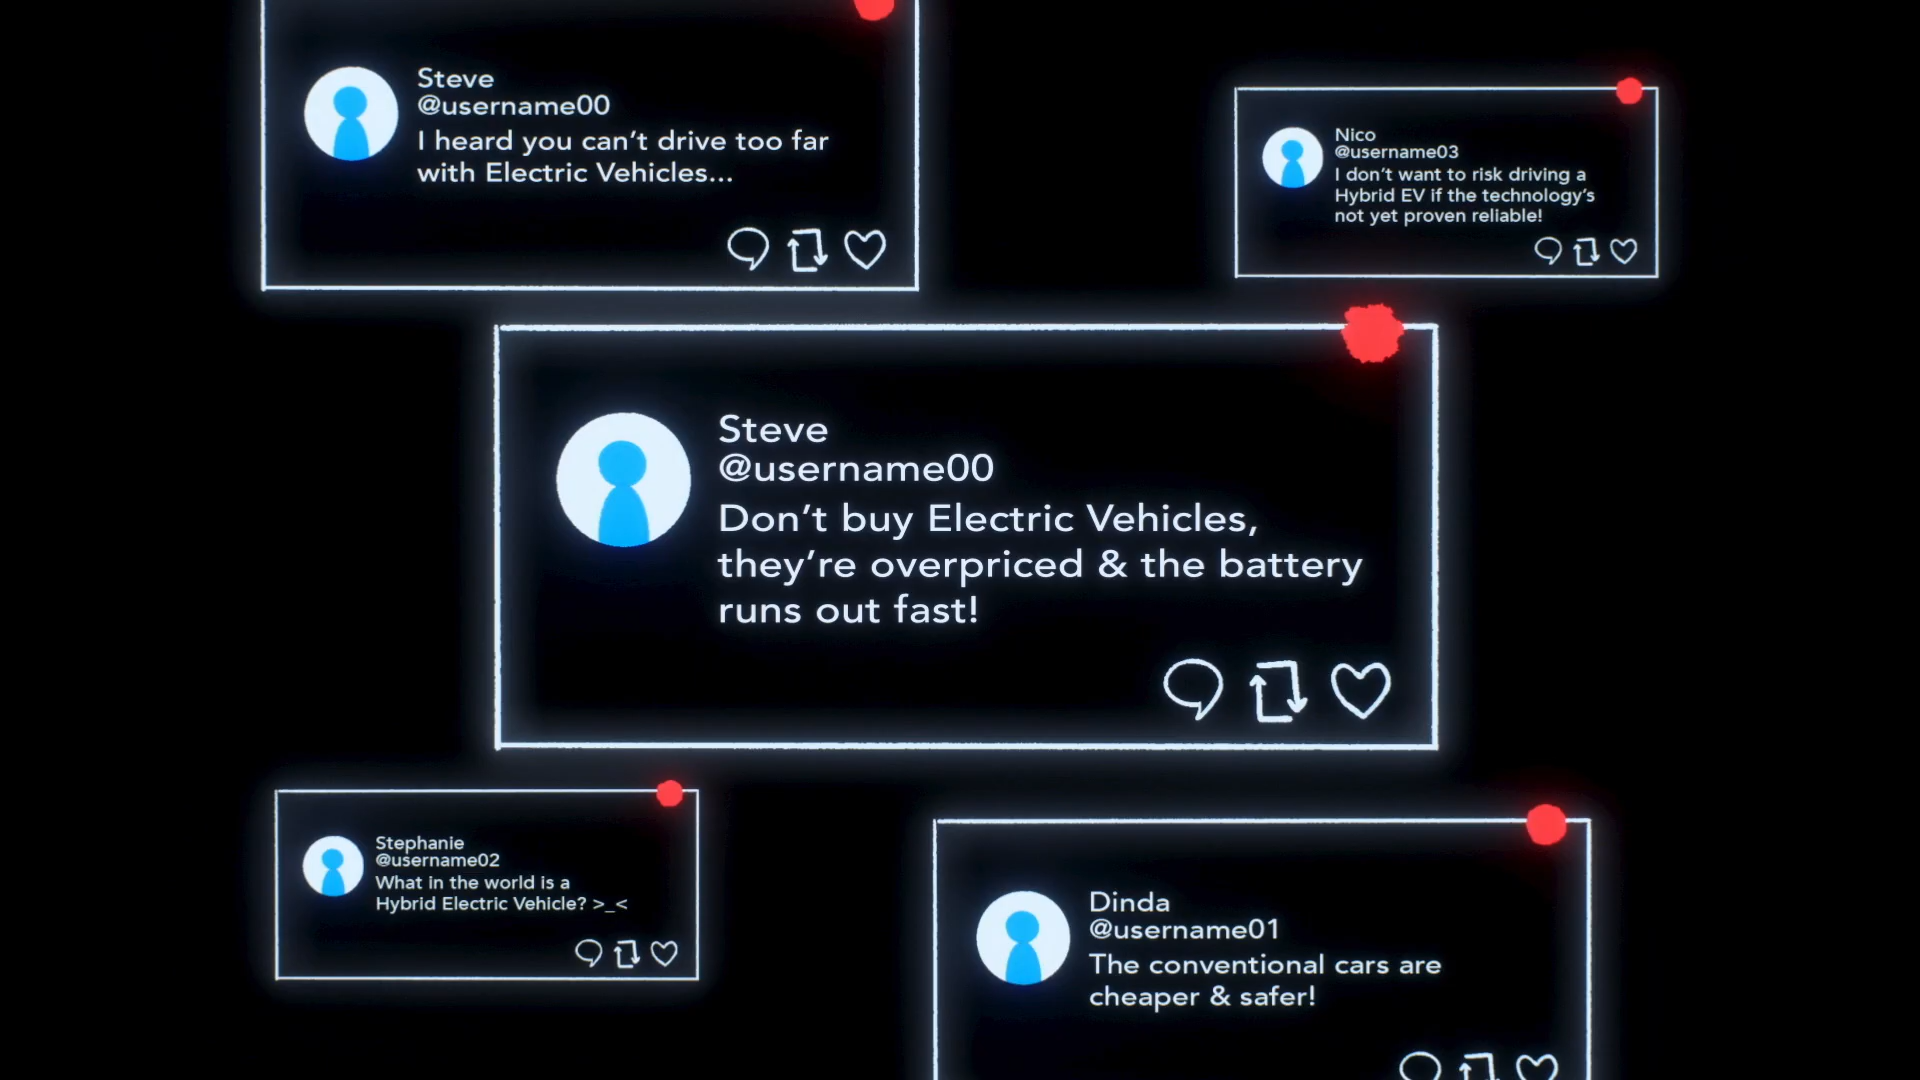 Steve
@username00
I heard you can't drive too far
with Electric Vehicles...
Nico
@username03
I don't want to risk driving a
Hybrid EV if the technology's
not yet proven reliable!
Steve
@username00
Don't buy Electric Vehicles,
they're overpriced & the battery
runs out fast!
Stephanie
@username02
What in the world is a
Hybrid Electric Vehicle? >_<
Dinda
@username01
The conventional cars are
cheaper & safer!